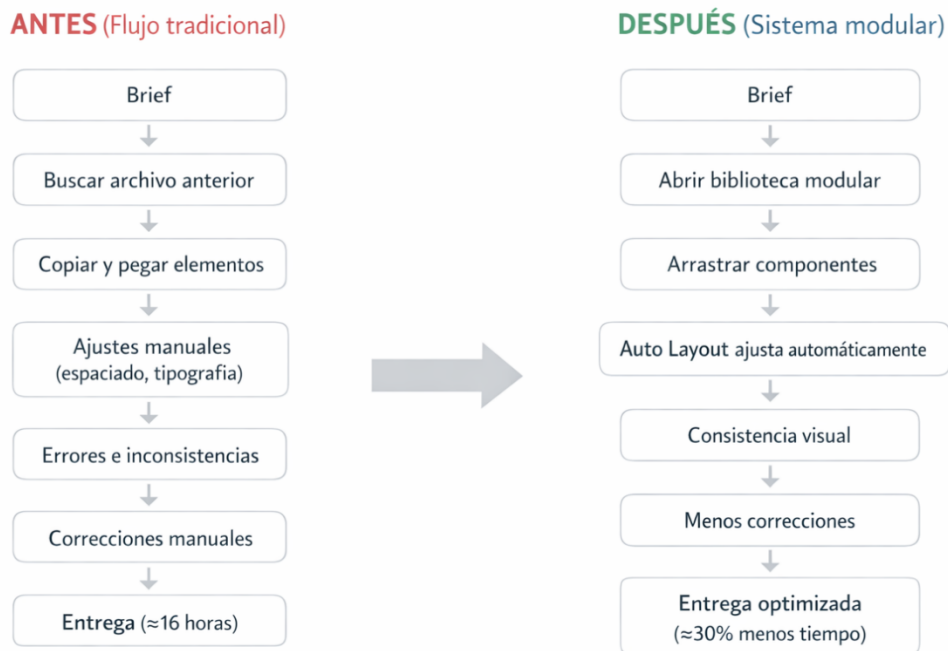 ANTES (Flujo tradicional)
Brief
Buscar archivo anterior
Copiar y pegar elementos
Ajustes manuales
(espaciado, tipografia)
Errores e inconsistencias
Correcciones manuales
Entrega (≈16 horas)
DESPUÉS (Sistema modular)
Brief
Abrir biblioteca modular
Arrastrar componentes
Auto Layout ajusta automáticamente
Consistencia visual
Menos correcciones
Entrega optimizada
(≈30% menos tiempo)